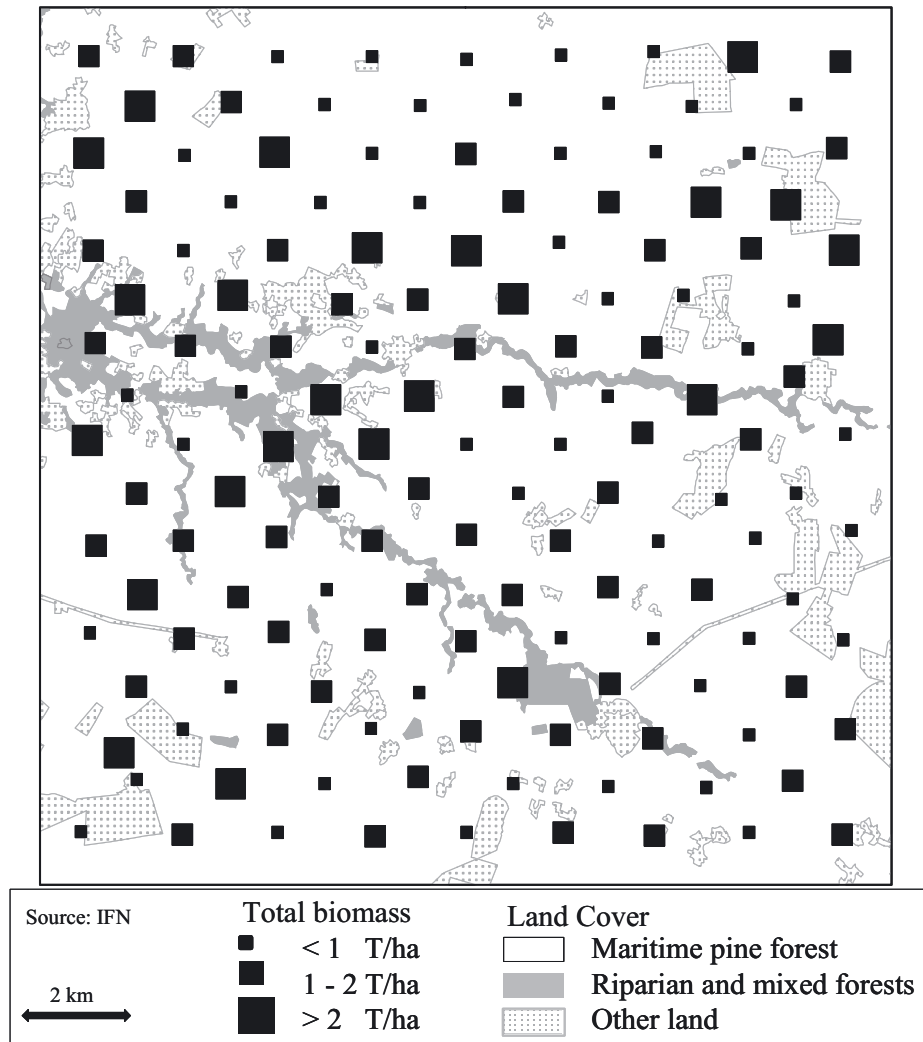 Source: IFN
2 km
Total biomass
< 1 T/ha
1 - 2 T/ha
> 2 T/ha
Land Cover
Maritime pine forest
Riparian and mixed forests
Other land